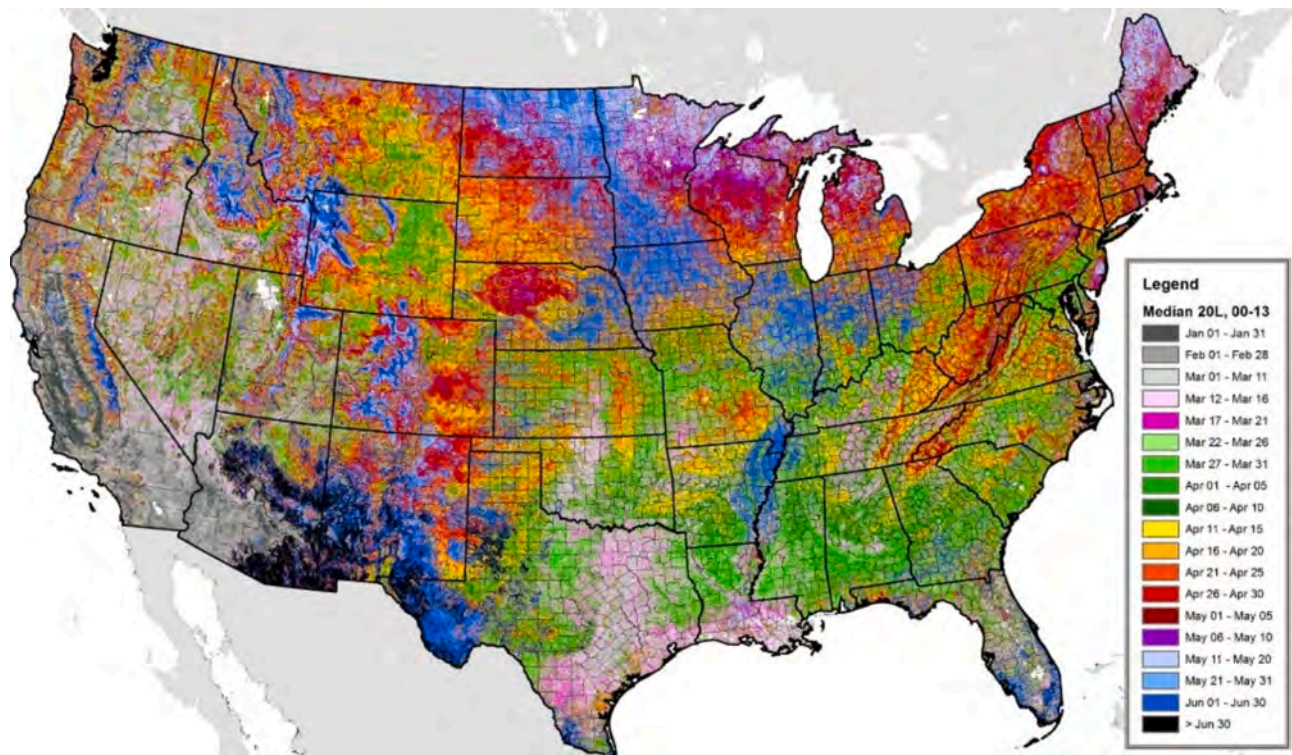 Legend
Median 20L, 00-13
Jan 01 - Jan 31
Feb 01 - Feb 28
Mar 01 - Mar 11
Mar 12 - Mar 16
Mar 17 - Mar 21
Mar 22 - Mar 26
Mar 27 - Mar 31
Apr 01 - Apr 05
Apr 06 - Apr 10
Apr 11 - Apr 15
Apr 16 - Apr 20
Apr 21 - Apr 25
Apr 26 - Apr 30
May 01 - May 05
May 06 - May 10
May 11 - May 20
May 21 - May 31
Jun 01 - Jun 30
> Jun 30